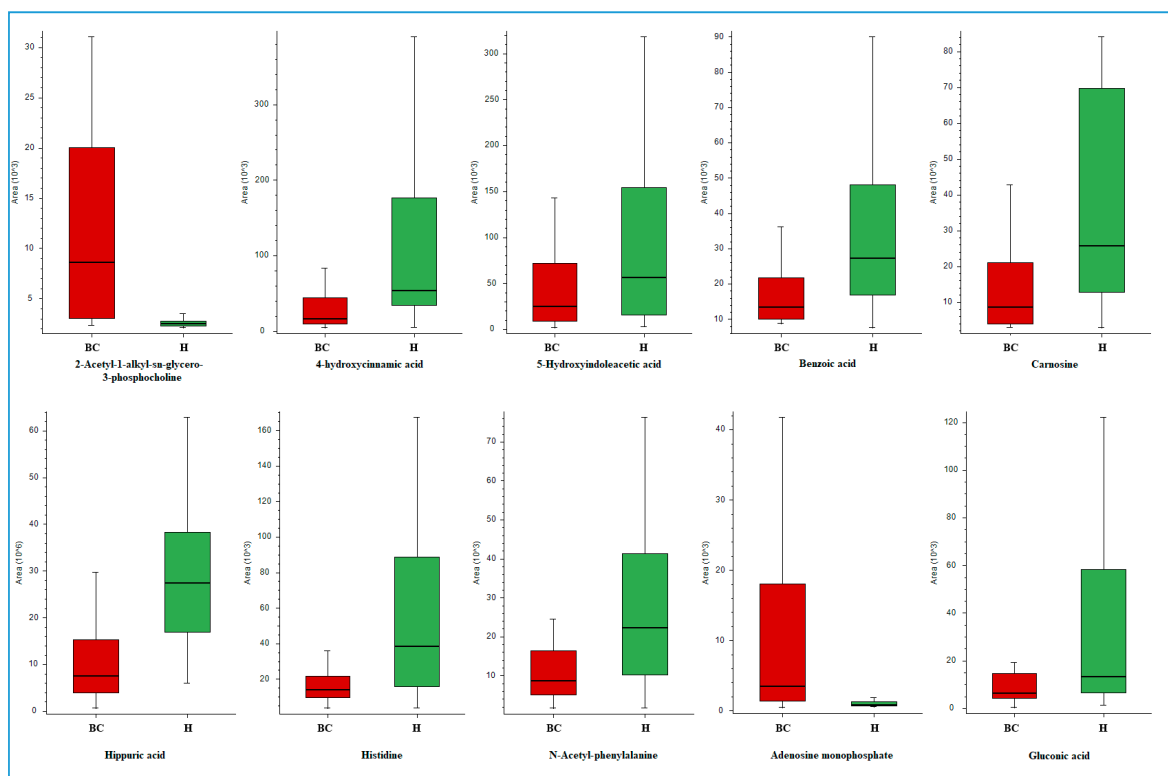 30
25
20
15
10
5
Area (10^3)
BC
H
2-Acetyl-1-alkyl-sn-glycero-
3-phosphocholine
300
200
100
0
Area (10^3)
BC
H
4-hydroxycinnamic acid
300
250
200
150
100
50
0
Area (10^3)
BC
H
5-Hydroxyindoleacetic acid
90
80
70
60
50
40
30
20
10
Area (10^3)
BC
H
Benzoic acid
80
70
60
50
40
30
20
10
Area (10^3)
BC
H
Carnosine
60
50
40
30
20
10
0
Area (10^6)
BC
H
Hippuric acid
160
140
120
100
80
60
40
20
Area (10^3)
BC
H
Histidine
70
60
50
40
30
20
10
Area (10^3)
BC
H
N-Acetyl-phenylalanine
40
30
20
10
0
Area (10^3)
BC
H
Adenosine monophosphate
120
100
80
60
40
20
0
Area (10^3)
BC
H
Gluconic acid